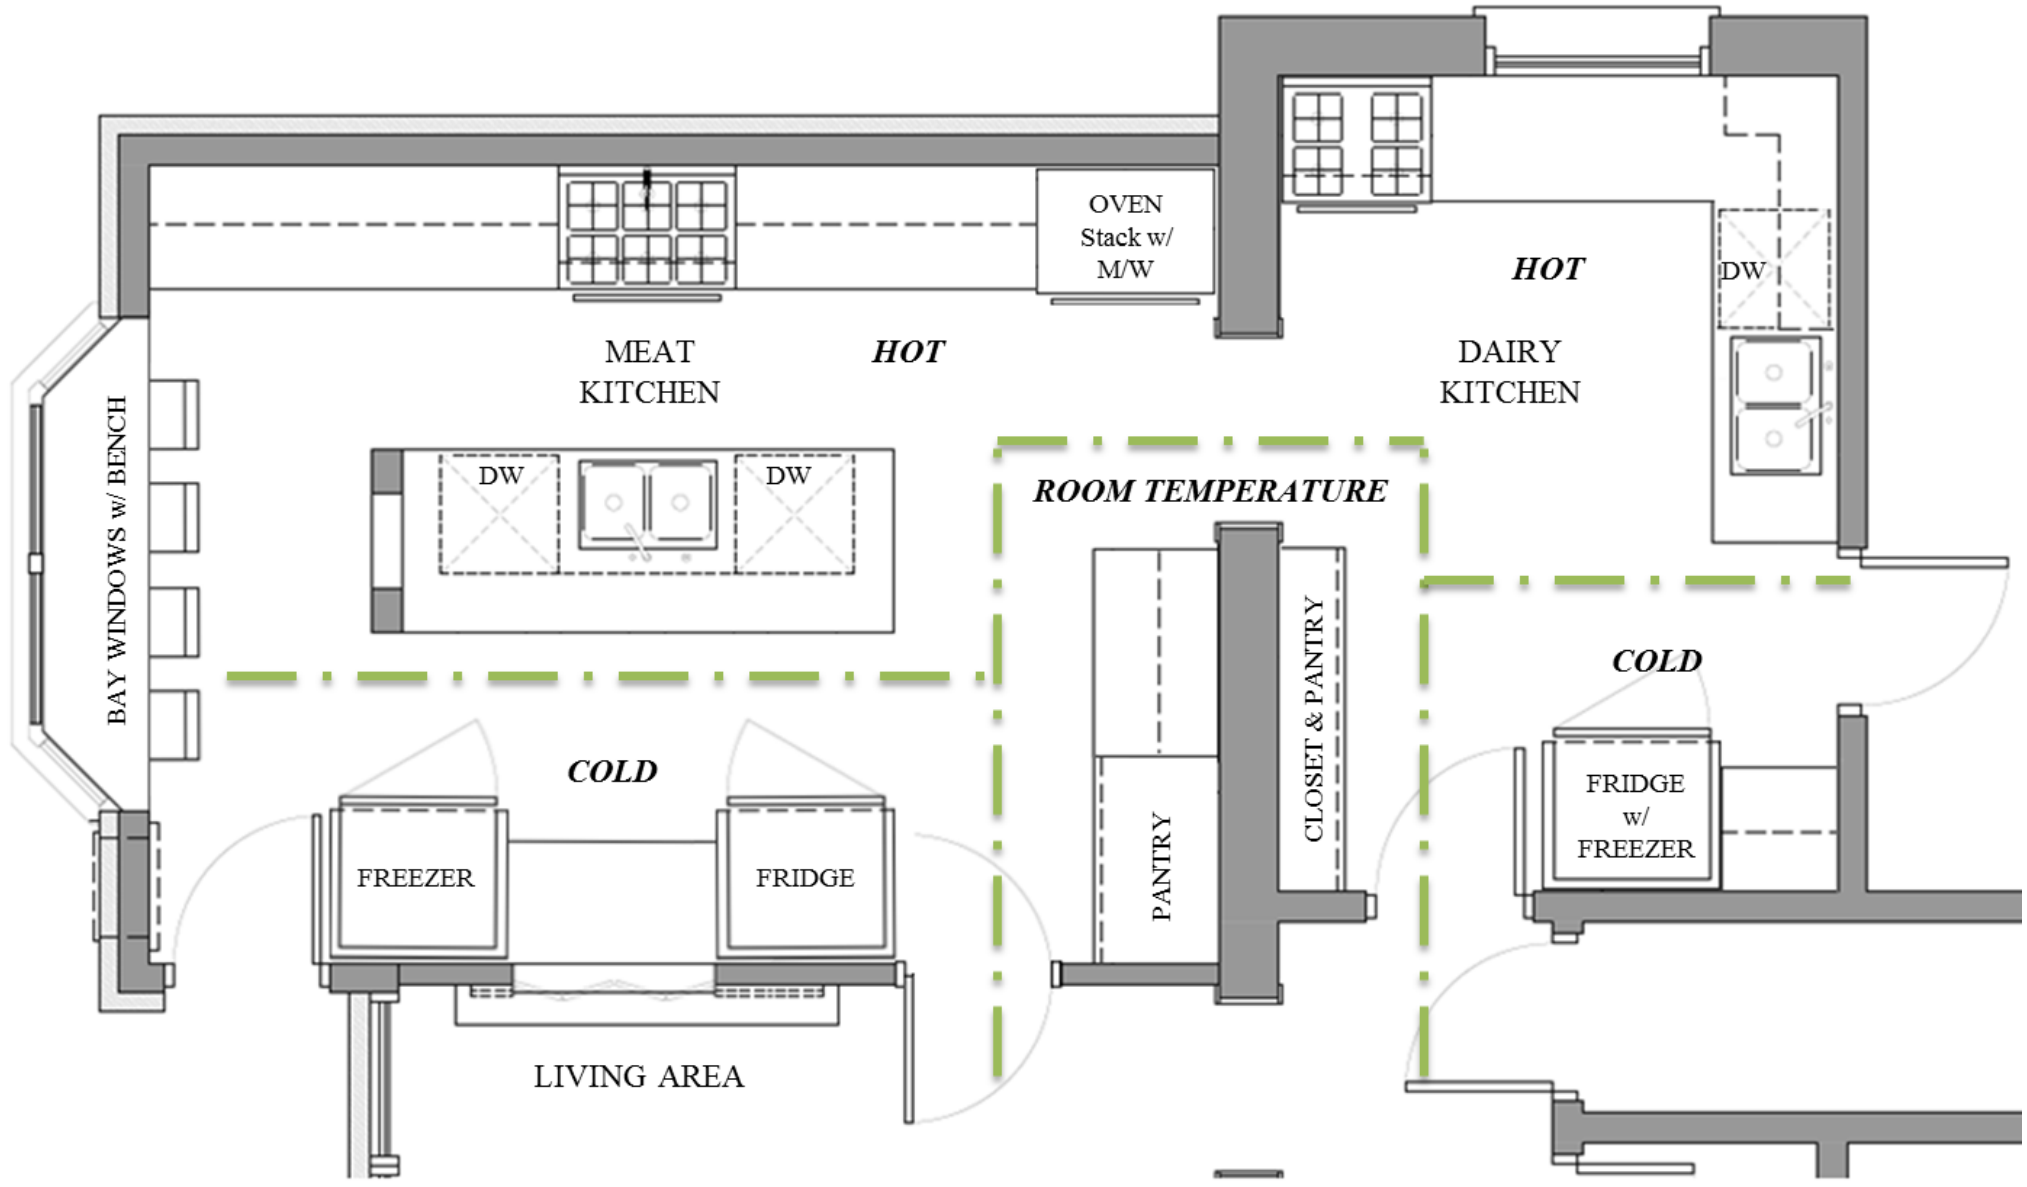 OVEN
Stack w/
M/W
HOT
DW
MEAT
KITCHEN
HOT
DAIRY
KITCHEN
BAY WINDOWS w/ BENCH
DW
DW
ROOM TEMPERATURE
CLOSET & PANTRY
COLD
COLD
FREEZER
FRIDGE
PANTRY
FRIDGE
w/
FREEZER
LIVING AREA